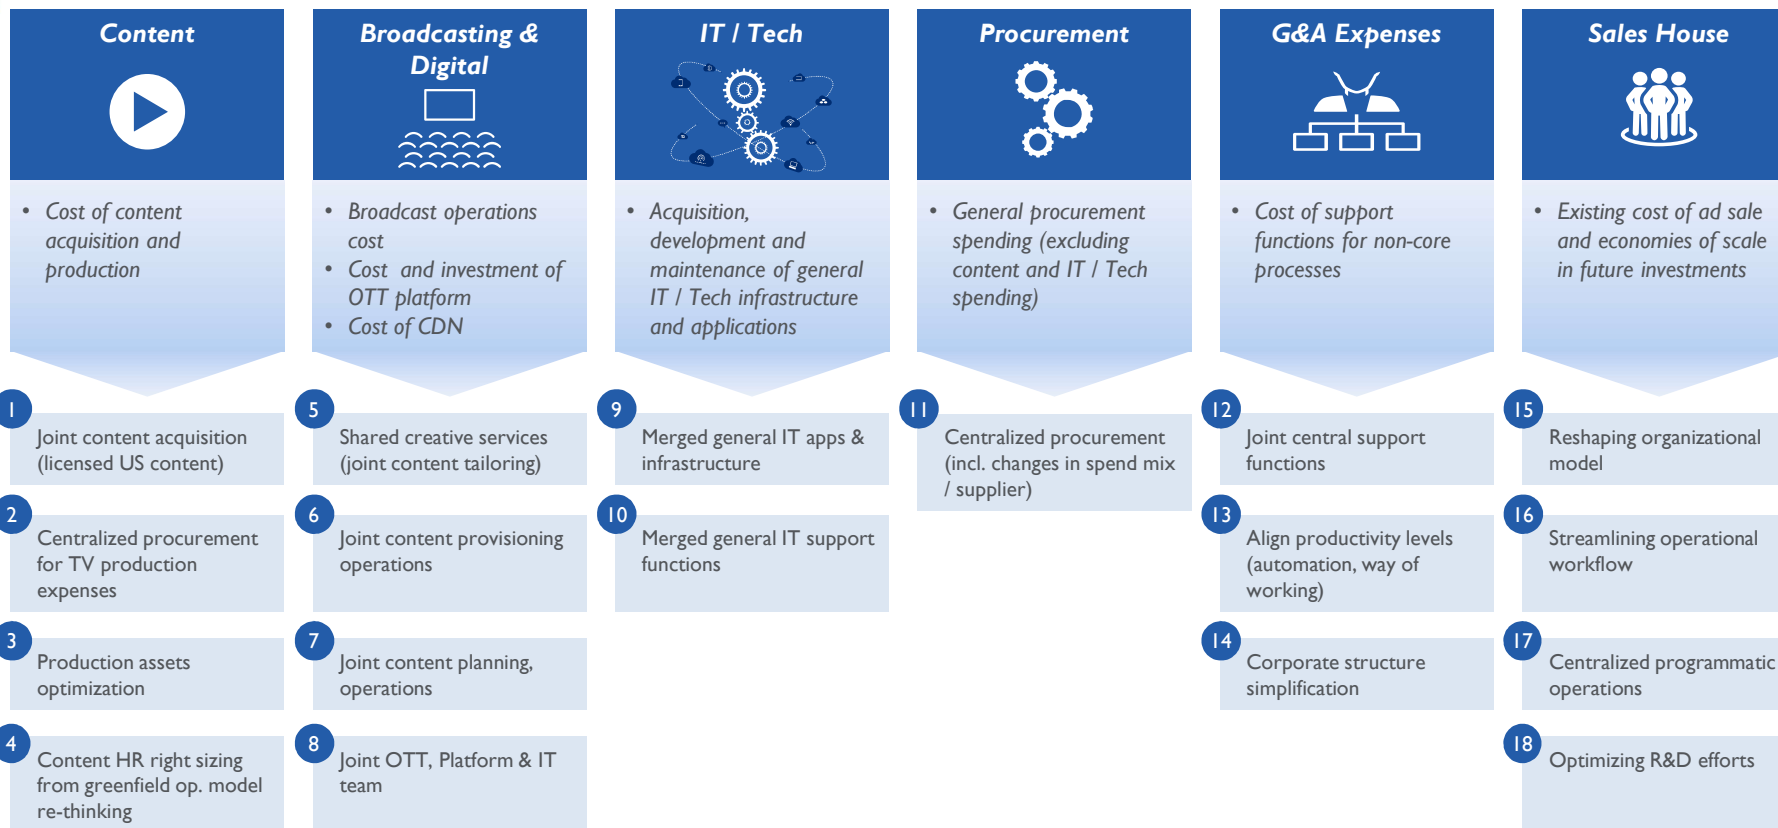 Content
• Cost of content
acquisition and
production
1
Joint content acquisition
(licensed US content)
2
Centralized procurement
for TV production
expenses
3
Production assets
optimization
4
Content HR right sizing
from greenfield op. model
re-thinking
Broadcasting &
Digital
• Broadcast operations
cost
• Cost and investment of
OTT platform
• Cost of CDN
5
Shared creative services
(joint content tailoring)
6
Joint content provisioning
operations
7
Joint content planning,
operations
8
Joint OTT, Platform & IT
team
IT / Tech
• Acquisition,
development and
maintenance of general
IT / Tech infrastructure
and applications
9
Merged general IT apps &
infrastructure
10
Merged general IT support
functions
Procurement
• General procurement
spending (excluding
content and IT / Tech
spending)
11
Centralized procurement
(incl. changes in spend mix
/ supplier)
G&A Expenses
• Cost of support
functions for non-core
processes
12
Joint central support
functions
13
Align productivity levels
(automation, way of
working)
14
Corporate structure
simplification
Sales House
• Existing cost of ad sale
and economies of scale
in future investments
15
Reshaping organizational
model
16
Streamlining operational
workflow
17
Centralized programmatic
operations
18
Optimizing R&D efforts